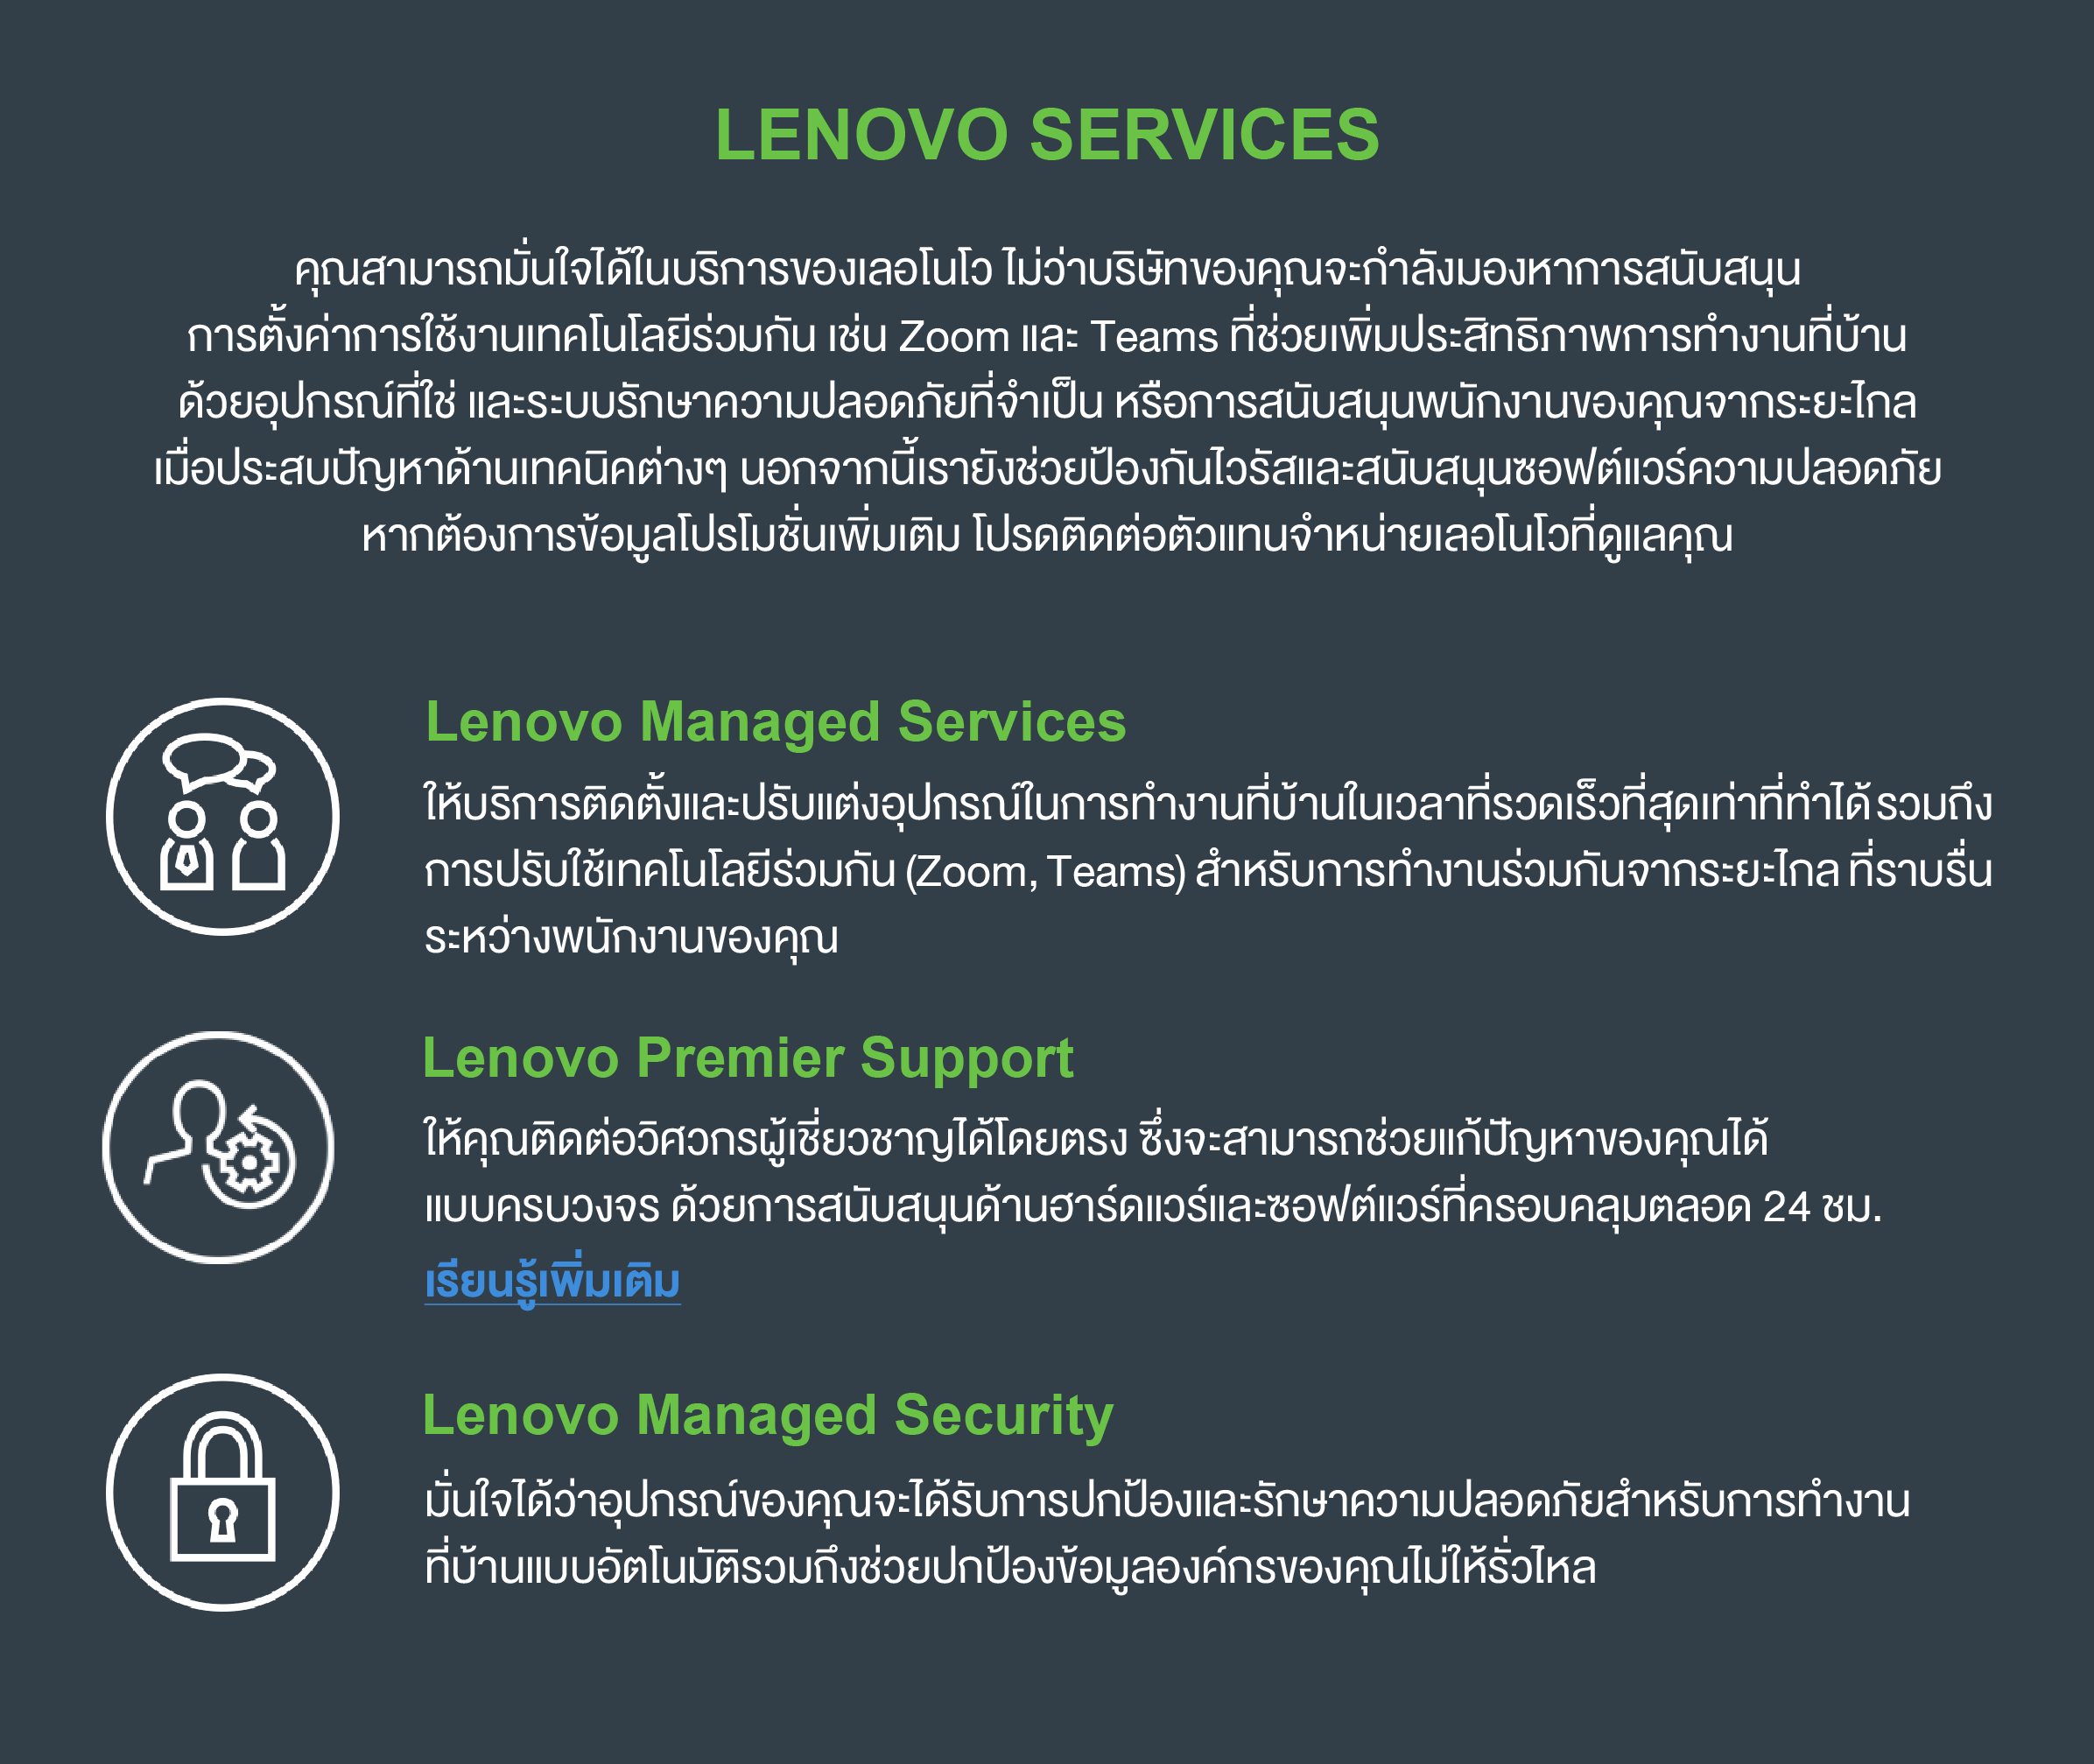 LENOVO SERVICES
คุณสามารถมั่นใจได้ในบริการของเลอโนโว ไม่ว่าบริษัทของคุณจะกำลังมองหาการสนับสนุน
การตั้งค่าการใช้งานเทคโนโลยีร่วมกัน เช่น Zoom และ Teams ที่ช่วยเพิ่มประสิทธิภาพการทำงานที่บ้าน
ด้วยอุปกรณ์ที่ใช่ และระบบรักษาความปลอดภัยที่จำเป็น หรือการสนับสนุนพนักงานของคุณจากระยะไกล
เมื่อประสบปัญหาด้านเทคนิคต่างๆ นอกจากนี้เรายังช่วยป้องกันไวรัสและสนับสนุนซอฟต์แวร์ความปลอดภัย
หากต้องการข้อมูลโปรโมชั่นเพิ่มเติม โปรดติดต่อตัวแทนจำหน่ายเลอโนโวที่ดูแลคุณ
Lenovo Managed Services
ให้บริการติดตั้งและปรับแต่งอุปกรณ์ในการทำงานที่บ้านในเวลาที่รวดเร็วที่สุดเท่าที่ทำได้ รวมถึง
การปรับใช้เทคโนโลยีร่วมกัน (Zoom, Teams) สำหรับการทำงานร่วมกันจากระยะไกล ที่ราบรื่น
ระหว่างพนักงานของคุณ
Lenovo Premier Support
ให้คุณติดต่อวิศวกรผู้เชี่ยวชาญได้โดยตรง ซึ่งจะสามารถช่วยแก้ปัญหาของคุณได้
แบบครบวงจร ด้วยการสนับสนุนด้านฮาร์ดแวร์และซอฟต์แวร์ที่ครอบคลุมตลอด 24 ชม.
เรียนรู้เพิ่มเติม
Lenovo Managed Security
มั่นใจได้ว่าอุปกรณ์ของคุณจะได้รับการปกป้องและรักษาความปลอดภัยสำหรับการทำงาน
ที่บ้านแบบอัตโนมัติรวมถึงช่วยปกป้องข้อมูลองค์กรของคุณไม่ให้รั่วไหล